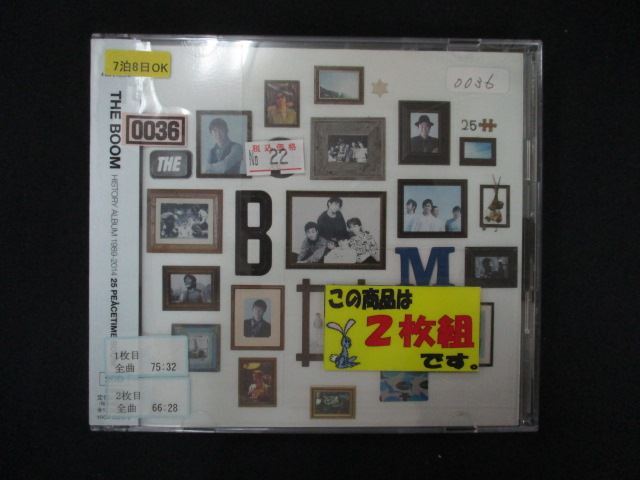 7泊8日OK
THE BOOM HISTORY ALBUM 1989-2014 25 PEACETIME
0036
0036
税込価格
No 22
25
THE
B
M
この商品は
2枚組
です。
1枚目
全曲 75:32
2枚目
全曲 66:28